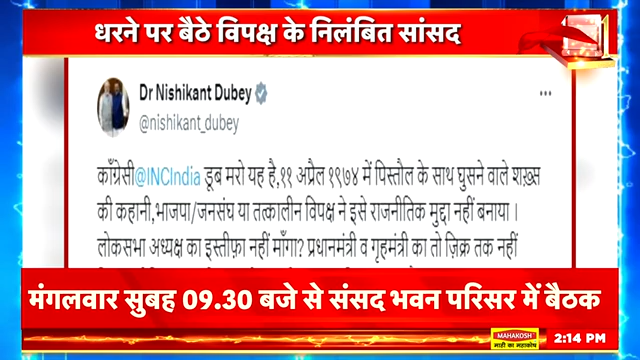 धरने पर बैठे विपक्ष के निलंबित सांसद
Dr Nishikant Dubey
@nishikant_dubey
काँग्रेसी@INCIndia डूब मरो यह है,११ अप्रैल १९७४ में पिस्तौल के साथ घुसने वाले शख़्स
की कहानी,भाजपा/जनसंघ या तत्कालीन विपक्ष ने इसे राजनीतिक मुद्दा नहीं बनाया ।
लोकसभा अध्यक्ष का इस्तीफ़ा नहीं माँगा? प्रधानमंत्री व गृहमंत्री का तो ज़िक्र तक नहीं
मंगलवार सुबह 09.30 बजे से संसद भवन परिसर में बैठक
MAHAKOSH
माही का महाकोष
2:14 PM